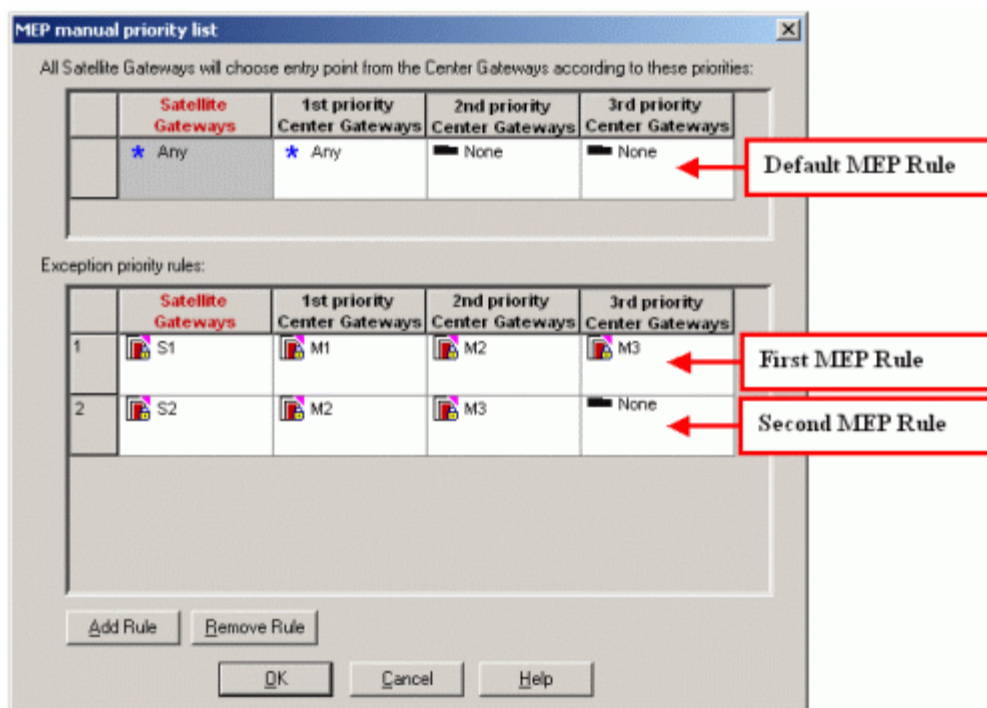 MEP manual priority list
All Satellite Gateways will choose entry point from the Center Gateways according to these priorities:
Satellite Gateways 1st priority Center Gateways 2nd priority Center Gateways 3rd priority Center Gateways
* Any * Any None None
Default MEP Rule
Exception priority rules:
Satellite Gateways 1st priority Center Gateways 2nd priority Center Gateways 3rd priority Center Gateways
1 S1 M1 M2 M3
First MEP Rule
2 S2 M2 M3 None
Second MEP Rule
Add Rule Remove Rule
OK Cancel Help